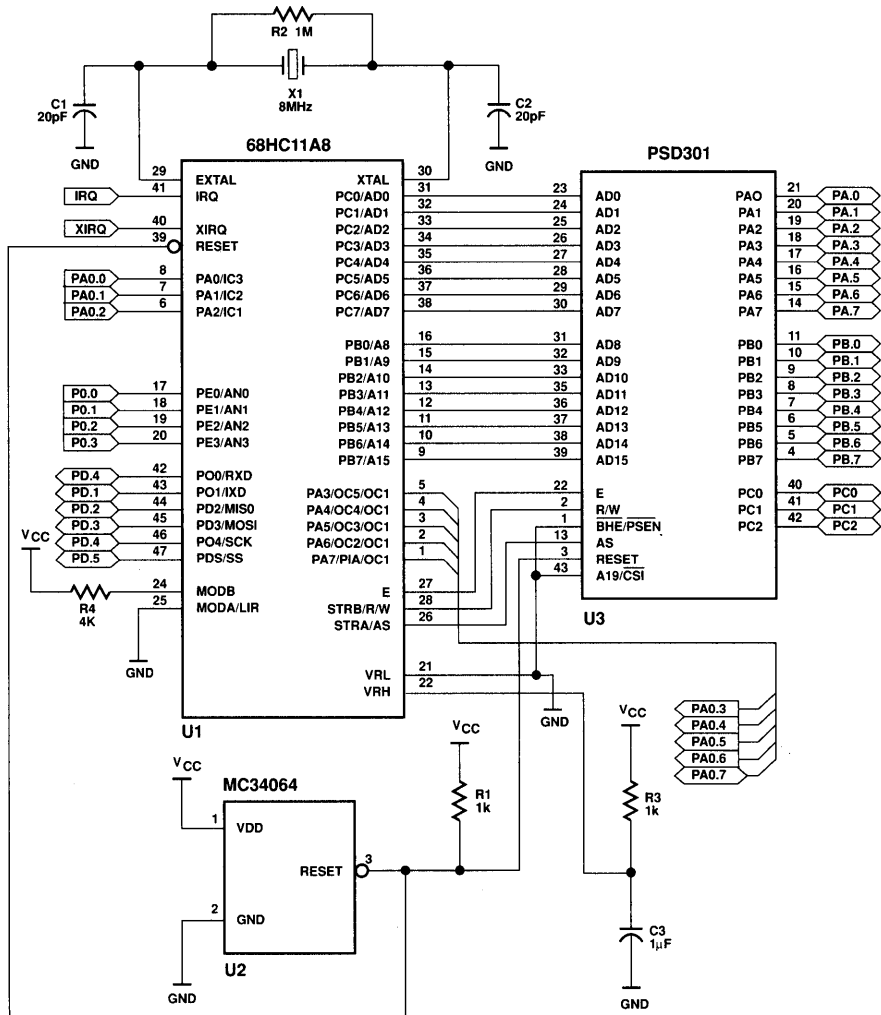 R2 1M
X1
8MHz
C1
20pF
C2
20pF
GND
GND
68HC11A8
PSD301
29 EXTAL XTAL 30
IRQ 41 IRQ PC0/AD0 31 23 AD0 PAO 21 PA.0
PC1/AD1 32 24 AD1 PA1 20 PA.1
XIRQ 40 XIRQ PC2/AD2 33 25 AD2 PA2 19 PA.2
39 RESET PC3/AD3 34 26 AD3 PA3 18 PA.3
PC4/AD4 35 27 AD4 PA4 17 PA.4
PA0.0 8 PA0/IC3 PC5/AD5 36 28 AD5 PA5 16 PA.5
PA0.1 7 PA1/IC2 PC6/AD6 37 29 AD6 PA6 15 PA.6
PA0.2 6 PA2/IC1 PC7/AD7 38 30 AD7 PA7 14 PA.7
PB0/A8 16 31 AD8 PB0 11 PB.0
PB1/A9 15 32 AD9 PB1 10 PB.1
PB2/A10 14 33 AD10 PB2 9 PB.2
P0.0 17 PE0/AN0 PB3/A11 13 35 AD11 PB3 8 PB.3
P0.1 18 PE1/AN1 PB4/A12 12 36 AD12 PB4 7 PB.4
P0.2 19 PE2/AN2 PB5/A13 11 37 AD13 PB5 6 PB.5
P0.3 20 PE3/AN3 PB6/A14 10 38 AD14 PB6 5 PB.6
PB7/A15 9 39 AD15 PB7 4 PB.7
PD.4 42 PO0/RXD
PD.1 43 PO1/IXD PA3/OC5/OC1 5 22 E PC0 40 PC0
PD.2 44 PD2/MIS0 PA4/OC4/OC1 4 2 R/W PC1 41 PC1
PD.3 45 PD3/MOSI PA5/OC3/OC1 3 1 BHE/PSEN PC2 42 PC2
PD.4 46 PO4/SCK PA6/OC2/OC1 2 13 AS
PD.5 47 PDS/SS PA7/PIA/OC1 1 3 RESET
43 A19/CSI
VCC
R4
4K
24 MODB E 27
25 MODA/LIR STRB/R/W 28
STRA/AS 26
U3
GND
VRL 21
VRH 22
GND
U1
PA0.3
PA0.4
PA0.5
PA0.6
PA0.7
VCC
VCC
VCC
MC34064
R1
1k
R3
1k
1 VDD
RESET 3
2 GND
U2
GND
C3
1μF
GND